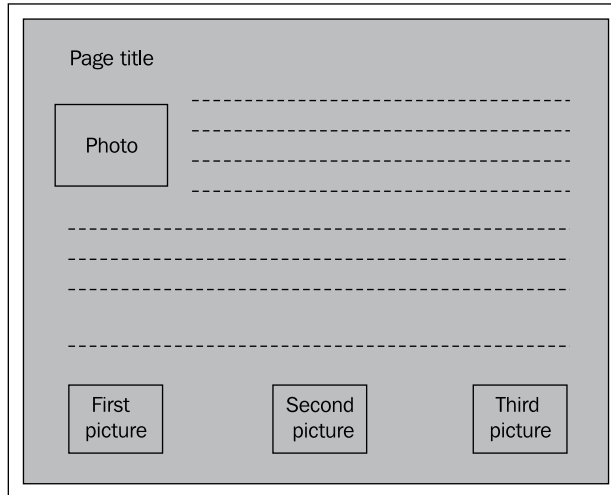 Page title
Photo
First
picture
Second
picture
Third
picture